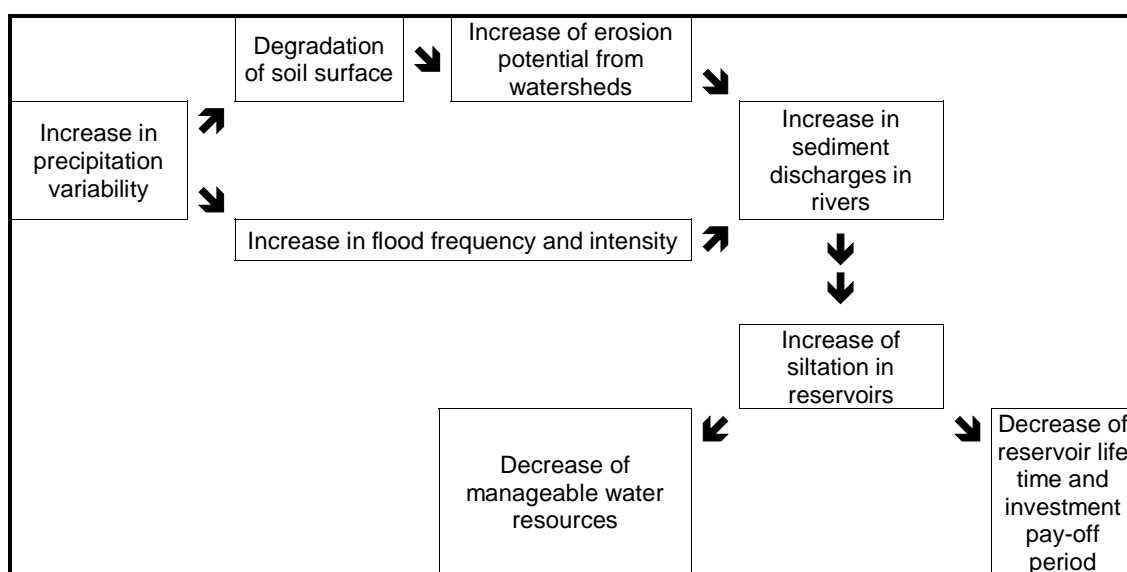 Increase in
precipitation
variability
Degradation
of soil surface
Increase of erosion
potential from
watersheds
Increase in flood frequency and intensity
Increase in
sediment
discharges in
rivers
Increase of
siltation in
reservoirs
Decrease of
manageable water
resources
Decrease of
reservoir life
time and
investment
pay-off
period